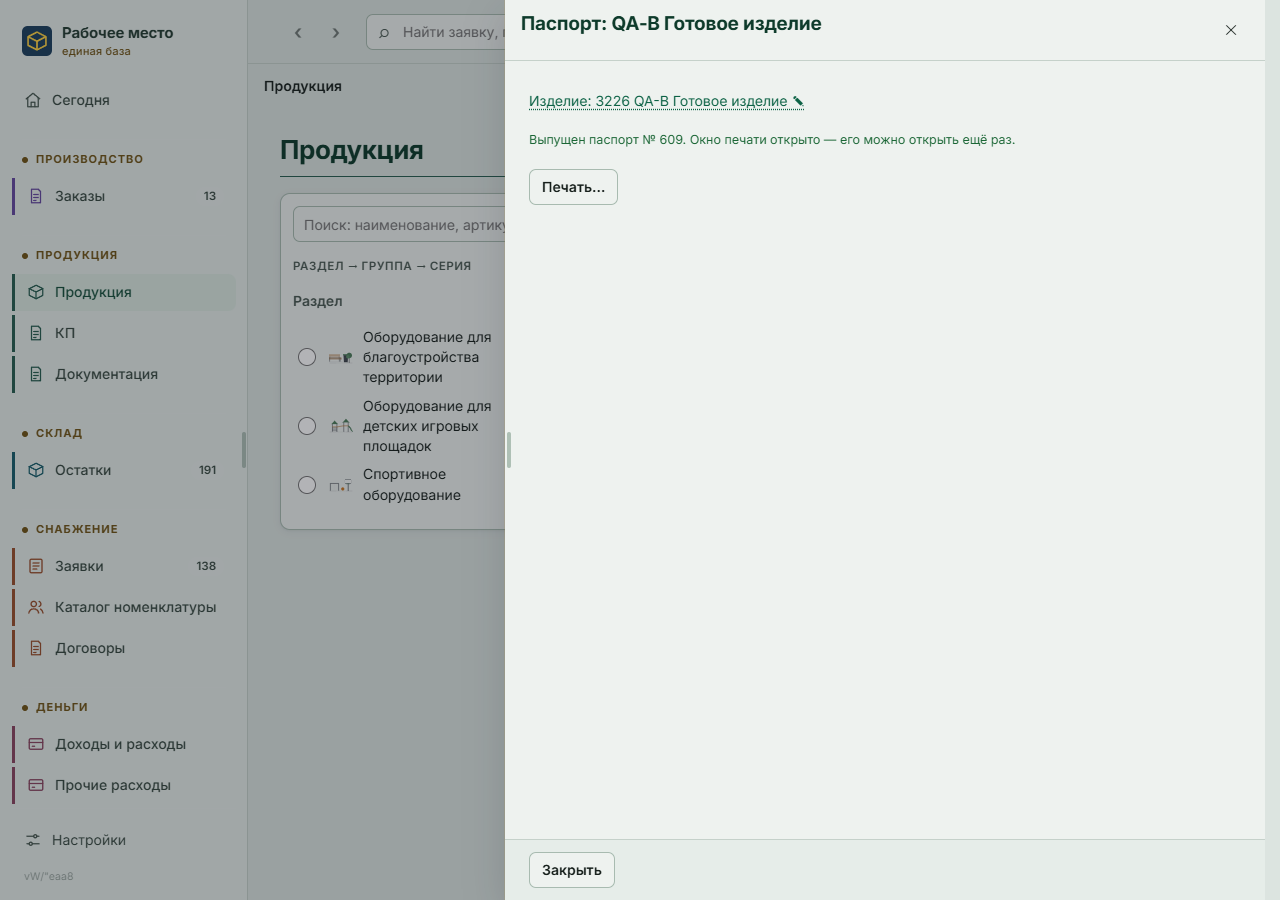 Рабочее место
единая база
Сегодня
ПРОИЗВОДСТВО
Заказы 13
ПРОДУКЦИЯ
Продукция
КП
Документация
СКЛАД
Остатки 191
СНАБЖЕНИЕ
Заявки 138
Каталог номенклатуры
Договоры
ДЕНЬГИ
Доходы и расходы
Прочие расходы
Настройки
vW/"eaa8
Найти заявку,
Продукция
Продукция
Поиск: наименование,
РАЗДЕЛ → ГРУППА → СЕРИЯ
Раздел
Оборудование для
благоустройства
территории
Оборудование для
детских игровых
площадок
Спортивное
оборудование
Паспорт: QA-B Готовое изделие
Изделие: 3226 QA-B Готовое изделие
Выпущен паспорт № 609. Окно печати открыто — его можно открыть ещё раз.
Печать...
Закрыть